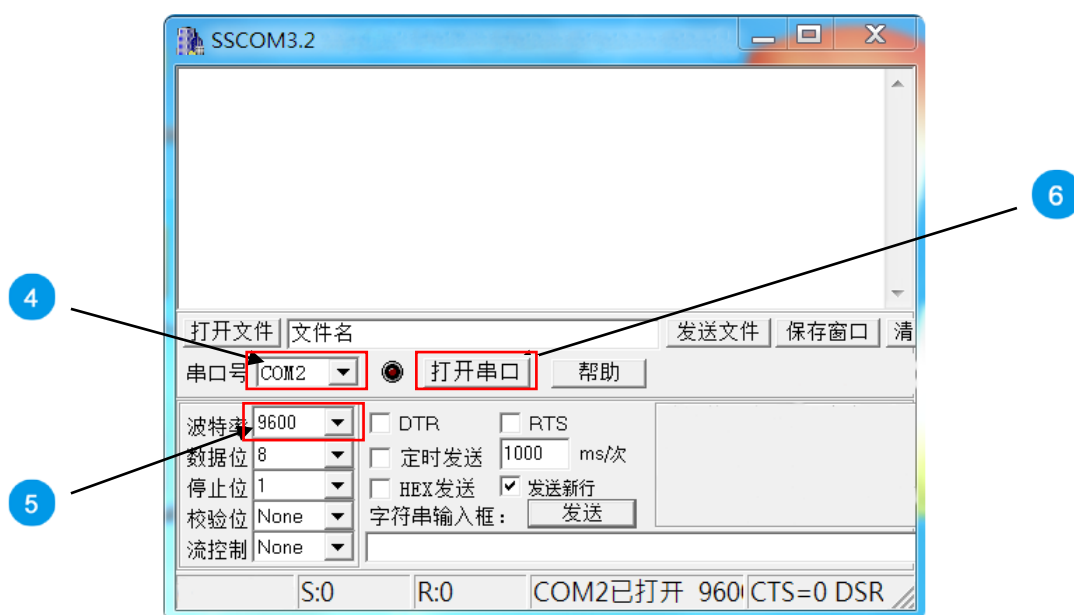 SSCOM3.2
6
4
打开文件 文件名 发送文件 保存窗口 清
串口号 COM2 打开串口 帮助
波特率 9600 DTR RTS
数据位 8 定时发送 1000 ms/次
5
停止位 1 HEX发送 发送新行
校验位 None 字符串输入框： 发送
流控制 None
S:0 R:0 COM2已打开 960 CTS=0 DSR